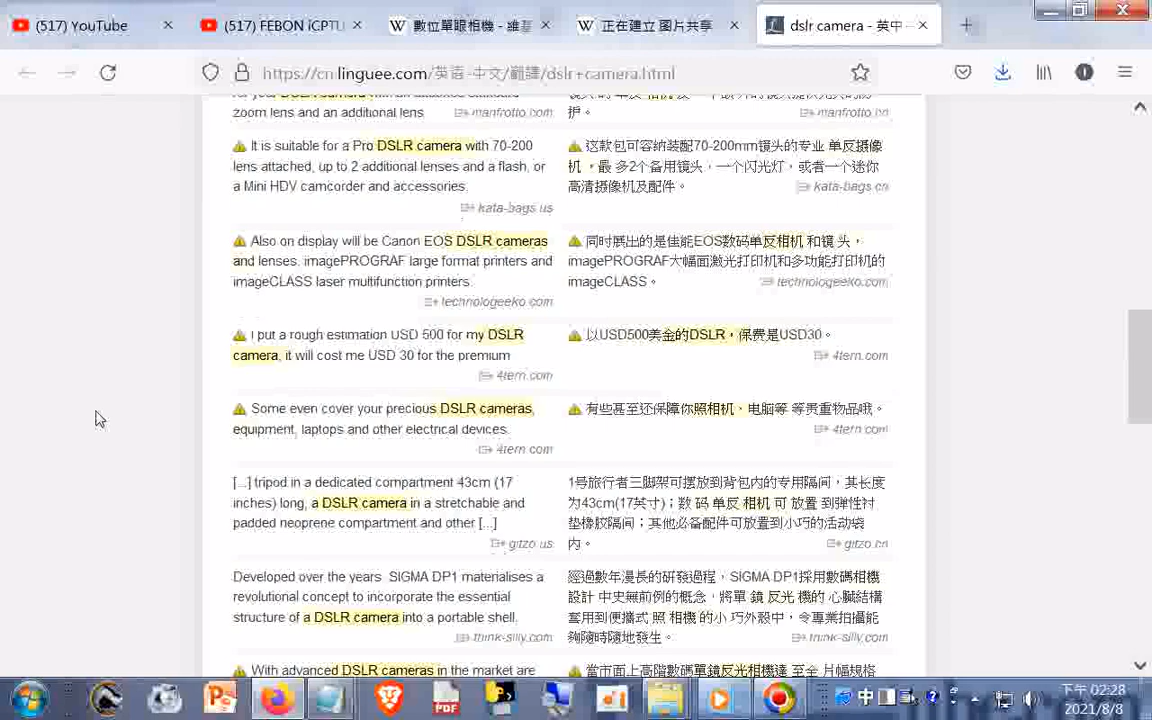 (517) YouTube
(517) FEBON iCPTU
數位單眼相機 - 維基
正在建立 图片共享
dslr camera - 英中 -
https://cn.linguee.com/英语-中文/翻譯/dslr+camera.html
zoom lens and an additional lens
manfrotto.com
护。
manfrotto.cn
It is suitable for a Pro DSLR camera with 70-200
lens attached, up to 2 additional lenses and a flash, or
a Mini HDV camcorder and accessories.
kata-bags.us
这款包可容纳装配70-200mm镜头的专业 单反摄像
机 ，最 多2个备用镜头，一个闪光灯，或者一个迷你
高清摄像机及配件。
kata-bags.cn
Also on display will be Canon EOS DSLR cameras
and lenses, imagePROGRAF large format printers and
imageCLASS laser multifunction printers.
technologeeko.com
同时展出的是佳能EOS数码单反相机 和镜 头，
imagePROGRAF大幅面激光打印机和多功能打印机的
imageCLASS。
technologeeko.com
I put a rough estimation USD 500 for my DSLR
camera, it will cost me USD 30 for the premium
4tern.com
以USD500美金的DSLR，保费是USD30。
4tern.com
Some even cover your precious DSLR cameras,
equipment, laptops and other electrical devices.
4tern.com
有些甚至还保障你照相机、电脑等 等贵重物品哦。
4tern.com
[...] tripod in a dedicated compartment 43cm (17
inches) long, a DSLR camera in a stretchable and
padded neoprene compartment and other [...]
gitzo.us
1号旅行者三脚架可摆放到背包内的专用隔间，其长度
为43cm(17英寸)；数 码 单反 相机 可 放置 到弹性衬
垫橡胶隔间；其他必备配件可放置到小巧的活动袋
内。
gitzo.cn
Developed over the years SIGMA DP1 materialises a
revolutional concept to incorporate the essential
structure of a DSLR camera into a portable shell.
think-silly.com
經過數年漫長的研發過程，SIGMA DP1採用數碼相機
設計 中史無前例的概念，將單 鏡 反光 機的 心臟結構
套用到便攜式 照 相機 的小 巧外殼中，令專業拍攝能
夠隨時隨地發生。
think-silly.com
With advanced DSLR cameras in the market are
當市面上高階數碼單鏡反光相機達 至全 片幅規格
中
下午 02:28
2021/8/8